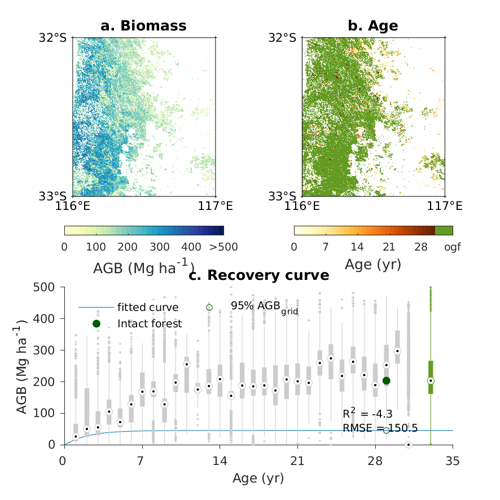 a. Biomass
b. Age
32°S
33°S
116°E
117°E
32°S
33°S
116°E
117°E
0 100 200 300 400 >500
AGB (Mg ha⁻¹)
0 7 14 21 28 ogf
Age (yr)
c. Recovery curve
500
400
300
200
100
0
AGB (Mg ha⁻¹)
fitted curve
95% AGB grid
Intact forest
R² = -4.3
RMSE = 150.5
0 7 14 21 28 35
Age (yr)